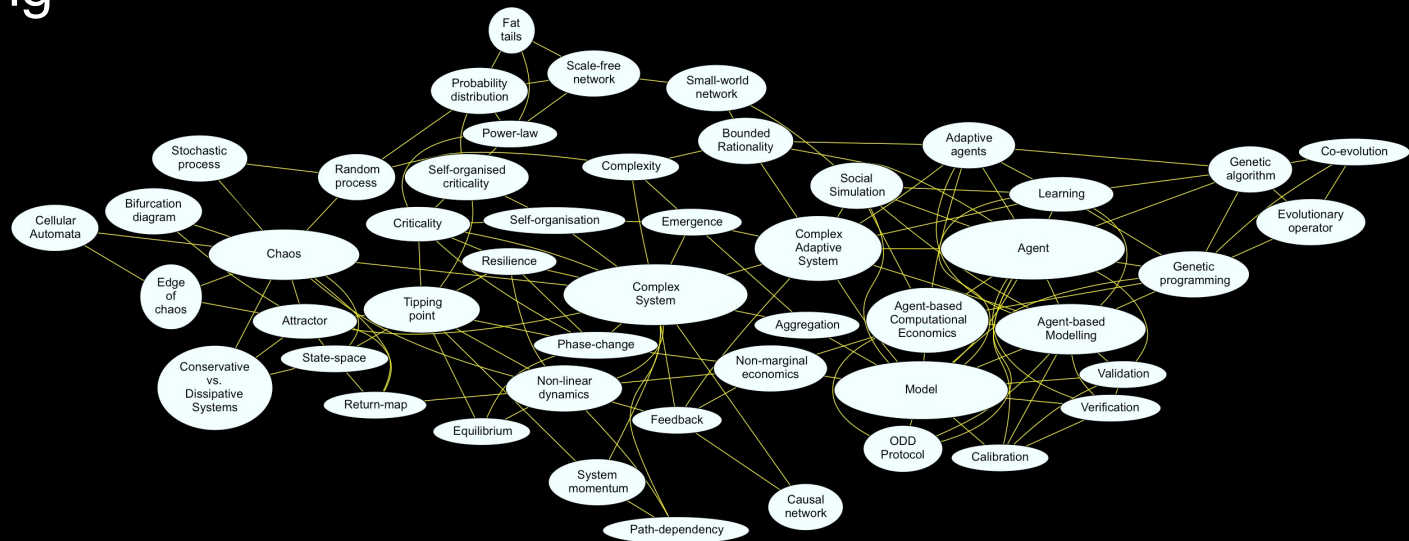 Fat
tails
Scale-free
network
Probability
distribution
Small-world
network
Power-law
Bounded
Rationality
Adaptive
agents
Stochastic
process
Random
process
Self-organised
criticality
Complexity
Social
Simulation
Learning
Genetic
algorithm
Co-evolution
Cellular
Automata
Bifurcation
diagram
Criticality
Self-organisation
Emergence
Evolutionary
operator
Chaos
Resilience
Complex
Adaptive
System
Agent
Genetic
programming
Edge
of
chaos
Attractor
Tipping
point
Complex
System
Aggregation
Agent-based
Computational
Economics
Agent-based
Modelling
State-space
Phase-change
Non-marginal
economics
Validation
Conservative
vs.
Dissipative
Systems
Return-map
Non-linear
dynamics
Model
Verification
Equilibrium
Feedback
ODD
Protocol
Calibration
System
momentum
Causal
network
Path-dependency